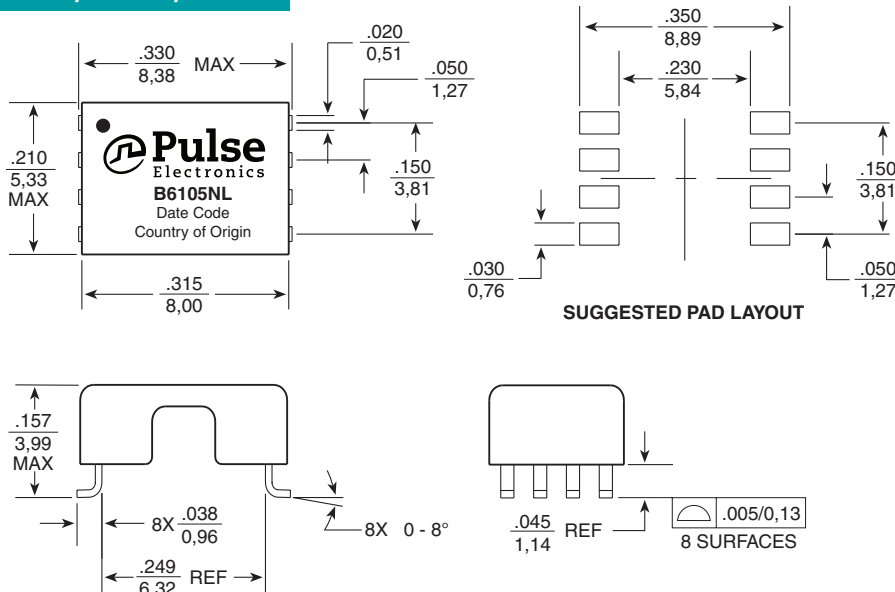 .330
8,38
MAX
.020
0,51
.050
1,27
.210
5,33
MAX
Pulse
Electronics
B6105NL
Date Code
Country of Origin
.150
3,81
.315
8,00
.350
8,89
.230
5,84
.150
3,81
.030
0,76
.050
1,27
SUGGESTED PAD LAYOUT
.157
3,99
MAX
8X .038
0,96
8X 0 - 8°
.249
6,32
REF
.045
1,14
REF
.005/0,13
8 SURFACES